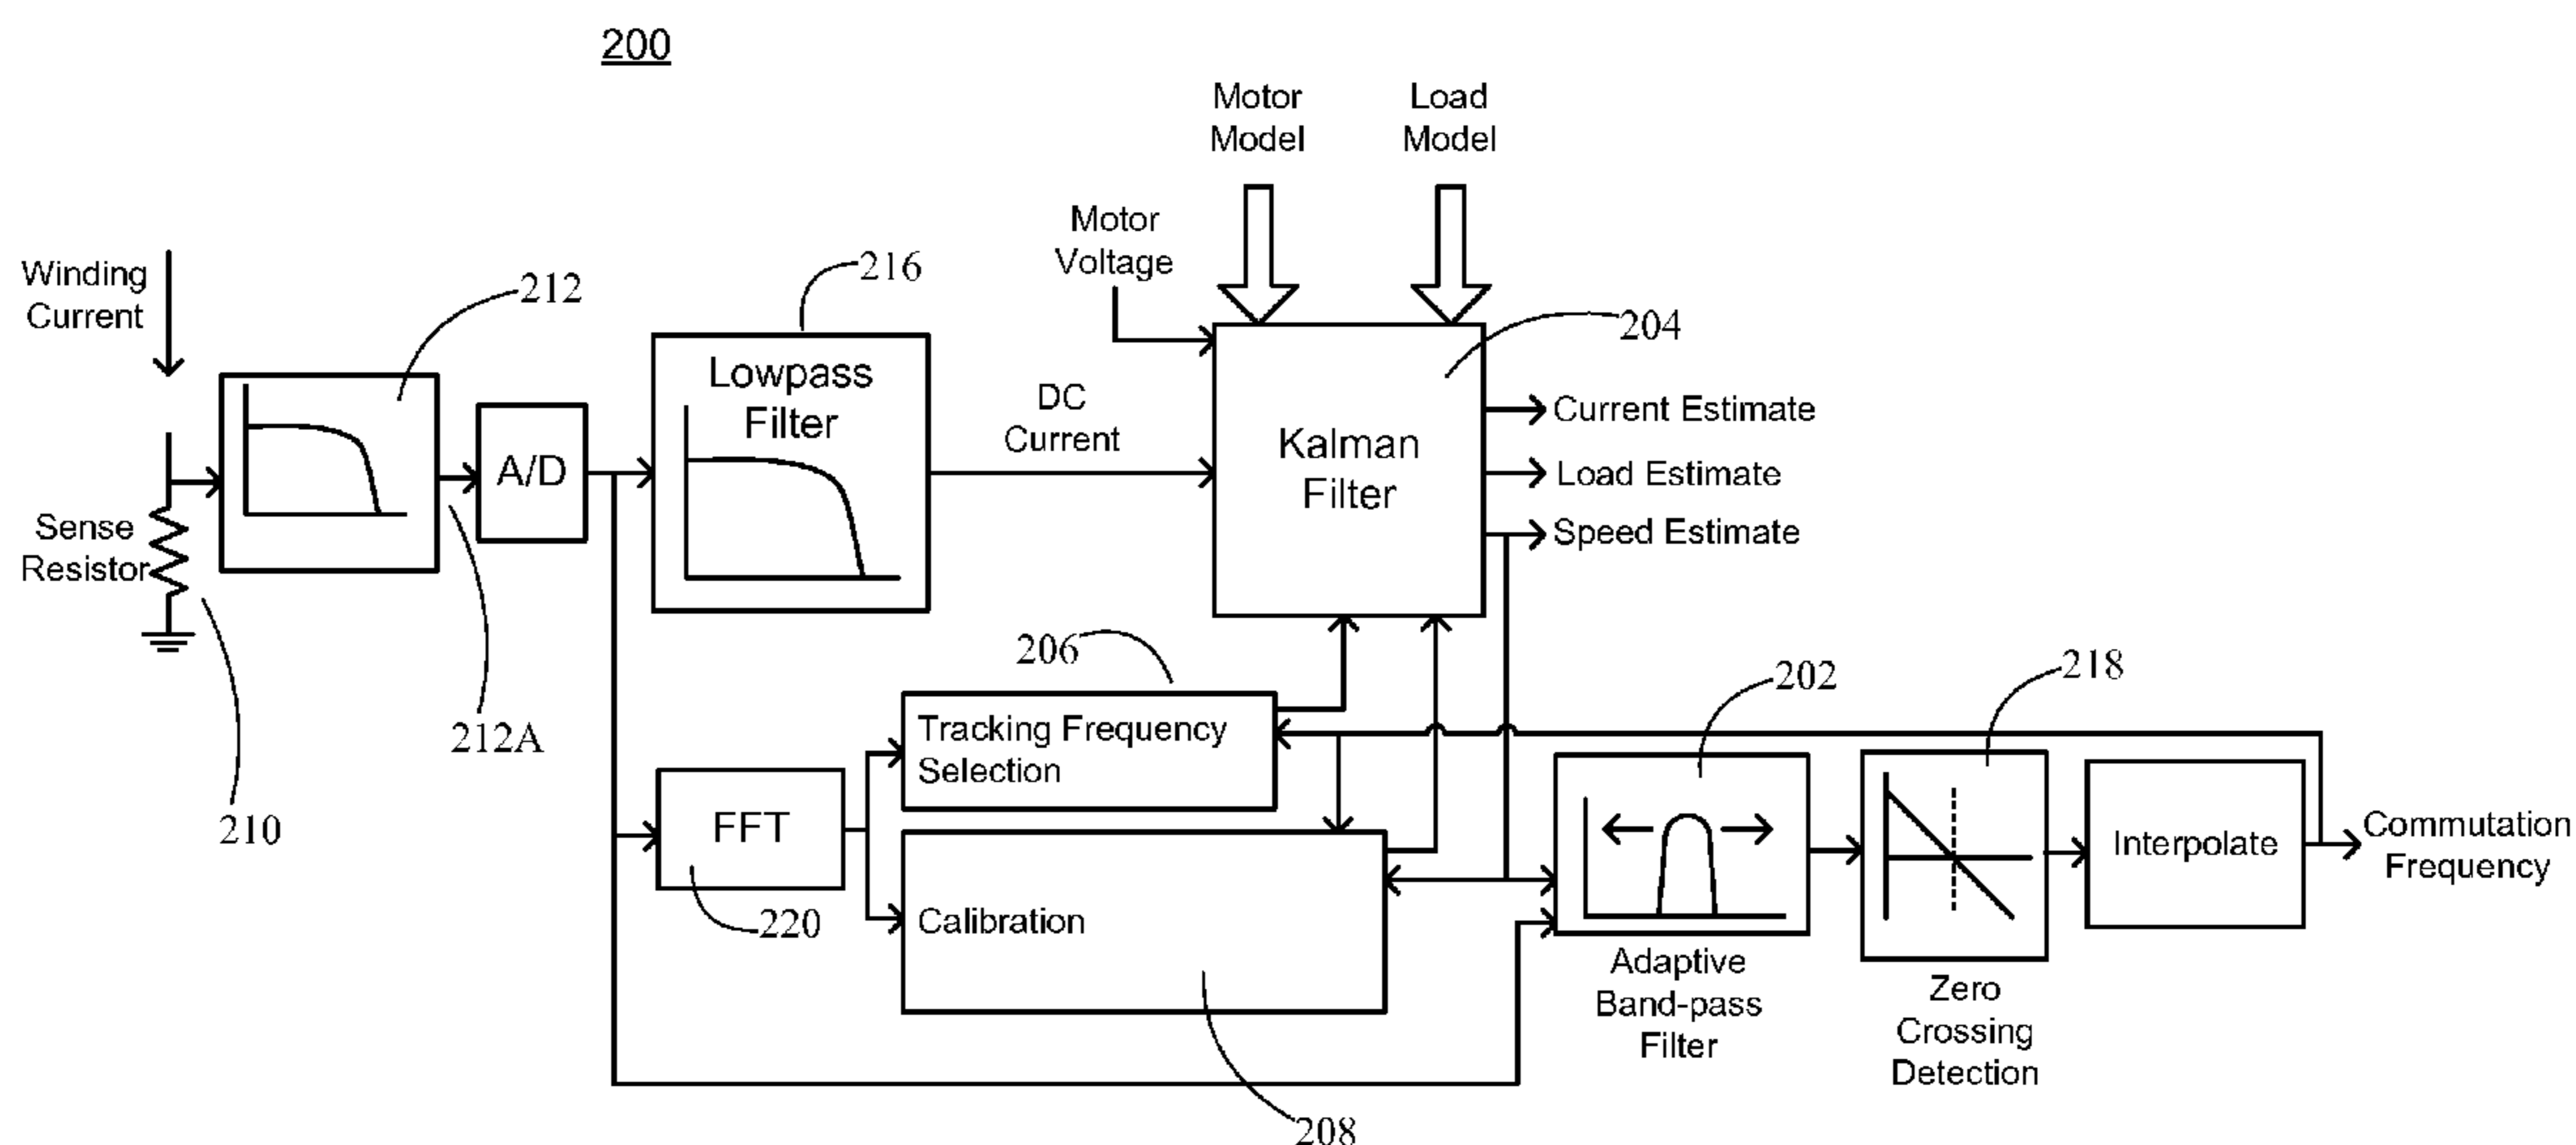 200
Motor
Model
Load
Model
Motor
Voltage
Winding
Current
212
216
204
Lowpass
Filter
DC
Current
Kalman
Filter
Current Estimate
Load Estimate
Speed Estimate
A/D
Sense
Resistor
210
212A
206
Tracking Frequency
Selection
202
218
FFT
220
Calibration
208
Adaptive
Band-pass
Filter
Zero
Crossing
Detection
Interpolate
Commutation
Frequency